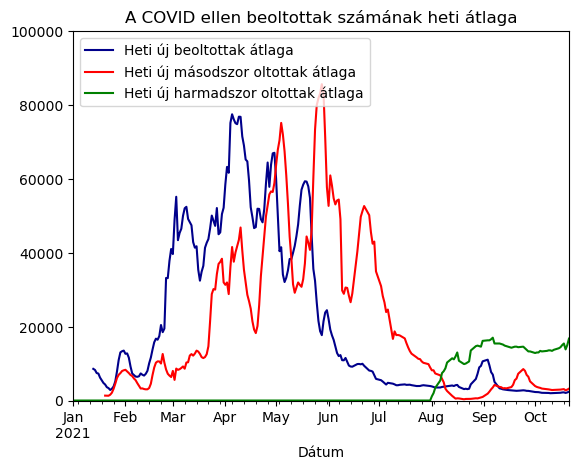 A COVID ellen beoltottak számának heti átlaga
Heti új beoltottak átlaga
Heti új másodszor oltottak átlaga
Heti új harmadszor oltottak átlaga
100000
80000
60000
40000
20000
0
Jan Feb Mar Apr May Jun Jul Aug Sep Oct
2021
Dátum